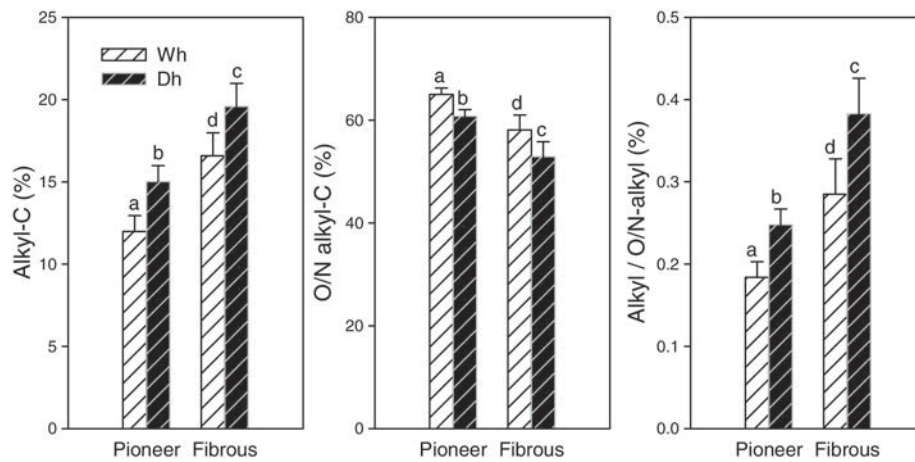 Alkyl-C (%)
25
20
15
10
5
0
Wh
Dh
a
b
d
c
Pioneer Fibrous
O/N alkyl-C (%)
80
60
40
20
0
a
b
d
c
Pioneer Fibrous
Alkyl / O/N-alkyl (%)
0.5
0.4
0.3
0.2
0.1
0.0
a
b
d
c
Pioneer Fibrous